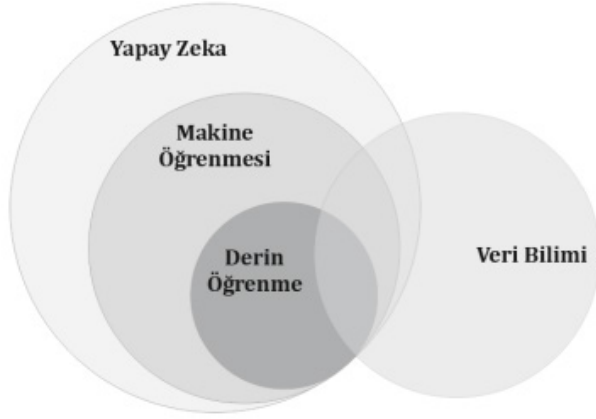 Yapay Zeka
Makine
Öğrenmesi
Derin
Öğrenme
Veri Bilimi